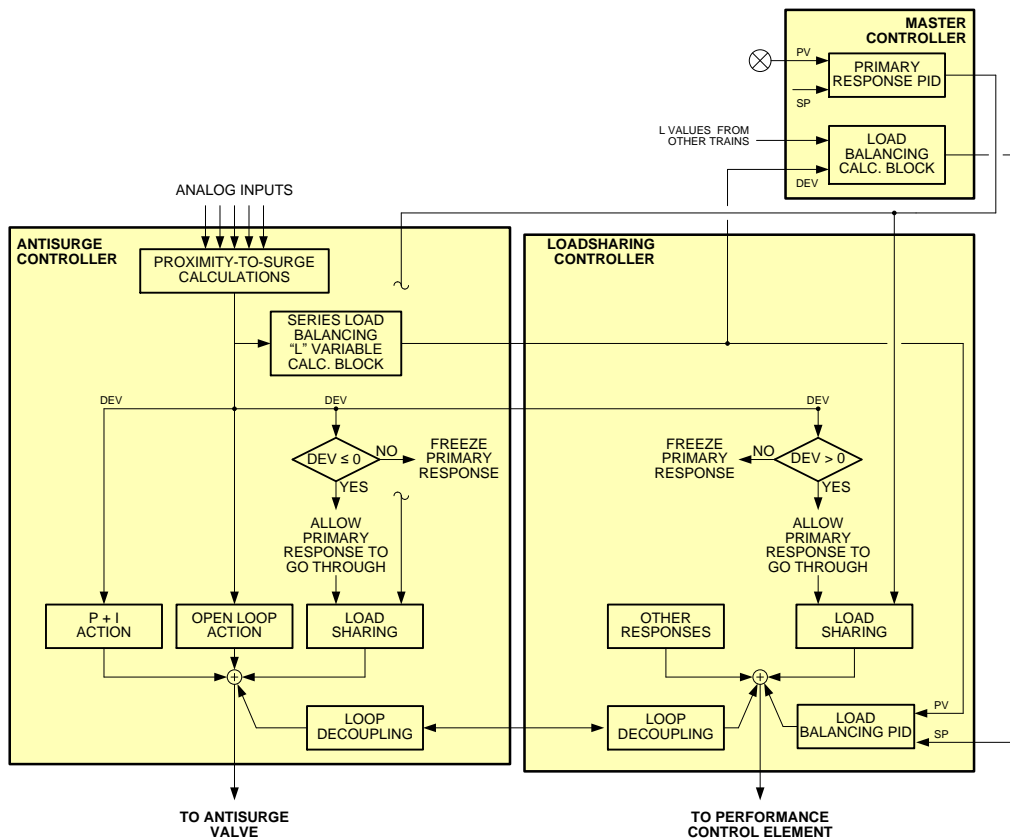 MASTER
CONTROLLER
PV
PRIMARY
RESPONSE PID
SP
L VALUES FROM
OTHER TRAINS
LOAD
BALANCING
CALC. BLOCK
DEV
ANALOG INPUTS
ANTISURGE
CONTROLLER
PROXIMITY-TO-SURGE
CALCULATIONS
SERIES LOAD
BALANCING
“L” VARIABLE
CALC. BLOCK
DEV
DEV
DEV ≤ 0
NO
FREEZE
PRIMARY
RESPONSE
YES
ALLOW
PRIMARY
RESPONSE TO
GO THROUGH
P + I
ACTION
OPEN LOOP
ACTION
LOAD
SHARING
LOOP
DECOUPLING
TO ANTISURGE
VALVE
LOADSHARING
CONTROLLER
DEV
FREEZE
PRIMARY
RESPONSE
NO
DEV > 0
YES
ALLOW
PRIMARY
RESPONSE TO
GO THROUGH
OTHER
RESPONSES
LOAD
SHARING
LOOP
DECOUPLING
LOAD
BALANCING PID
PV
SP
TO PERFORMANCE
CONTROL ELEMENT